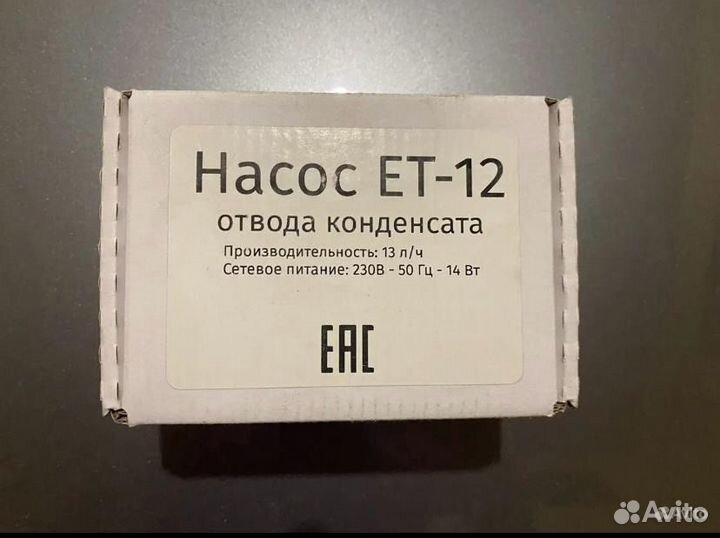 Насос ЕТ-12
отвода конденсата
Производительность: 13 л/ч
Сетевое питание: 230В - 50 Гц - 14 Вт
ЕАС
Avito